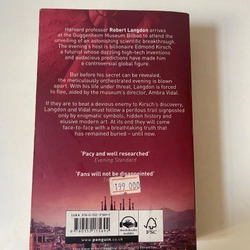 Harvard professor Robert Langdon arrives
at the Guggenheim Museum Bilbao to attend the
unveiling of an astonishing scientific breakthrough.
The evening's host is billionaire Edmond Kirsch,
a futurist whose dazzling high-tech inventions
and audacious predictions have made him
a controversial global figure.
But before his secret can be revealed,
the meticulously orchestrated evening is blown
apart. With his life under threat, Langdon is forced
to flee, aided by the museum's director, Ambra Vidal.
If they are to beat a devious enemy to Kirsch's discovery,
Langdon and Vidal must follow a perilous trail signposted
only by enigmatic symbols, hidden history and
elusive modern art. At its end they will come
face-to-face with a breathtaking truth that
has remained buried – until now.
'Pacy and well researched'
Evening Standard
'Fans will not be disappointed'
199.000
FSC
www.penguin.co.uk